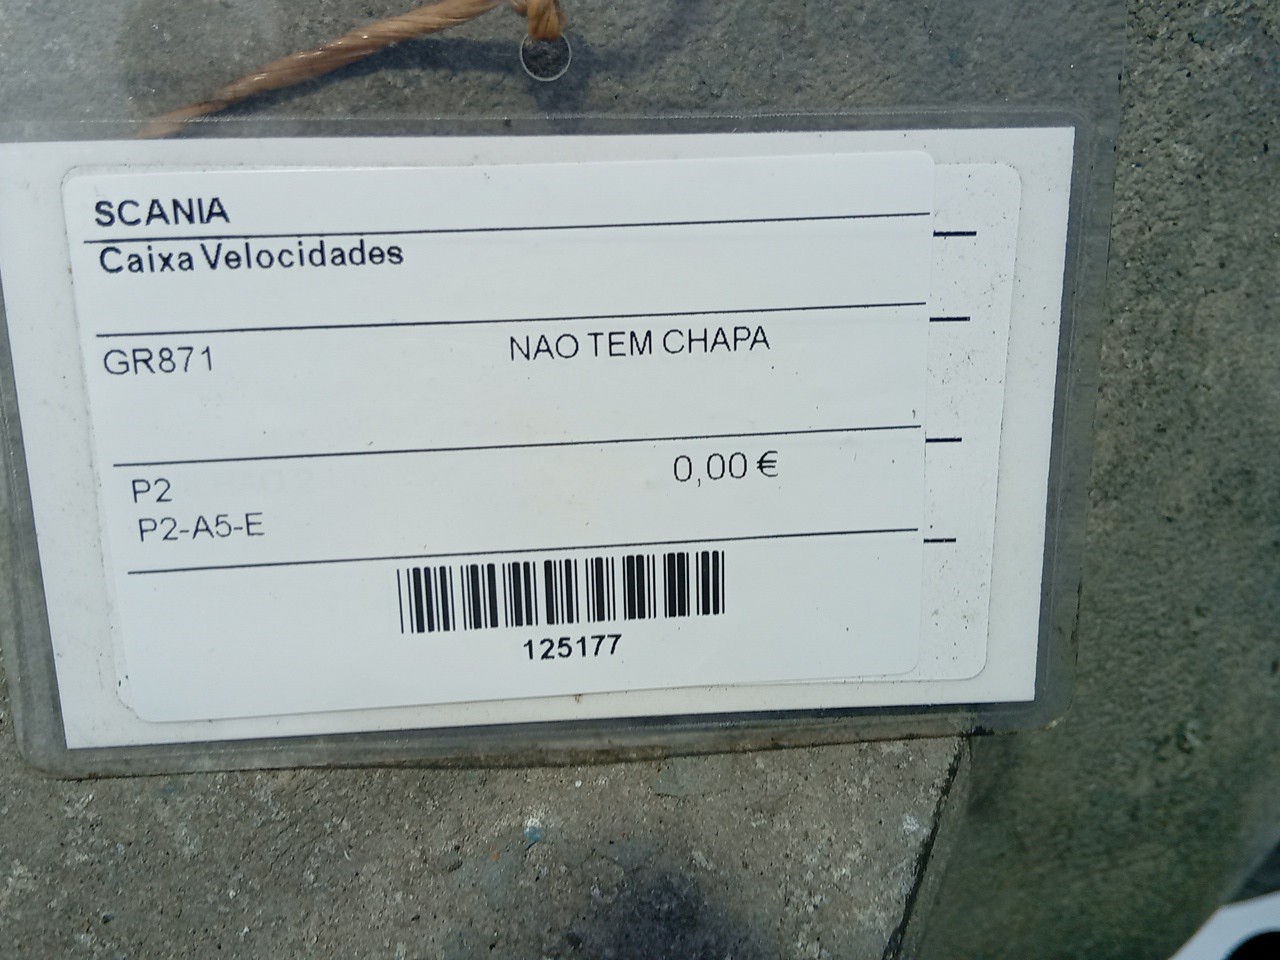 SCANIA
Caixa Velocidades
GR871 NAO TEM CHAPA
P2 0,00 €
P2-A5-E
125177